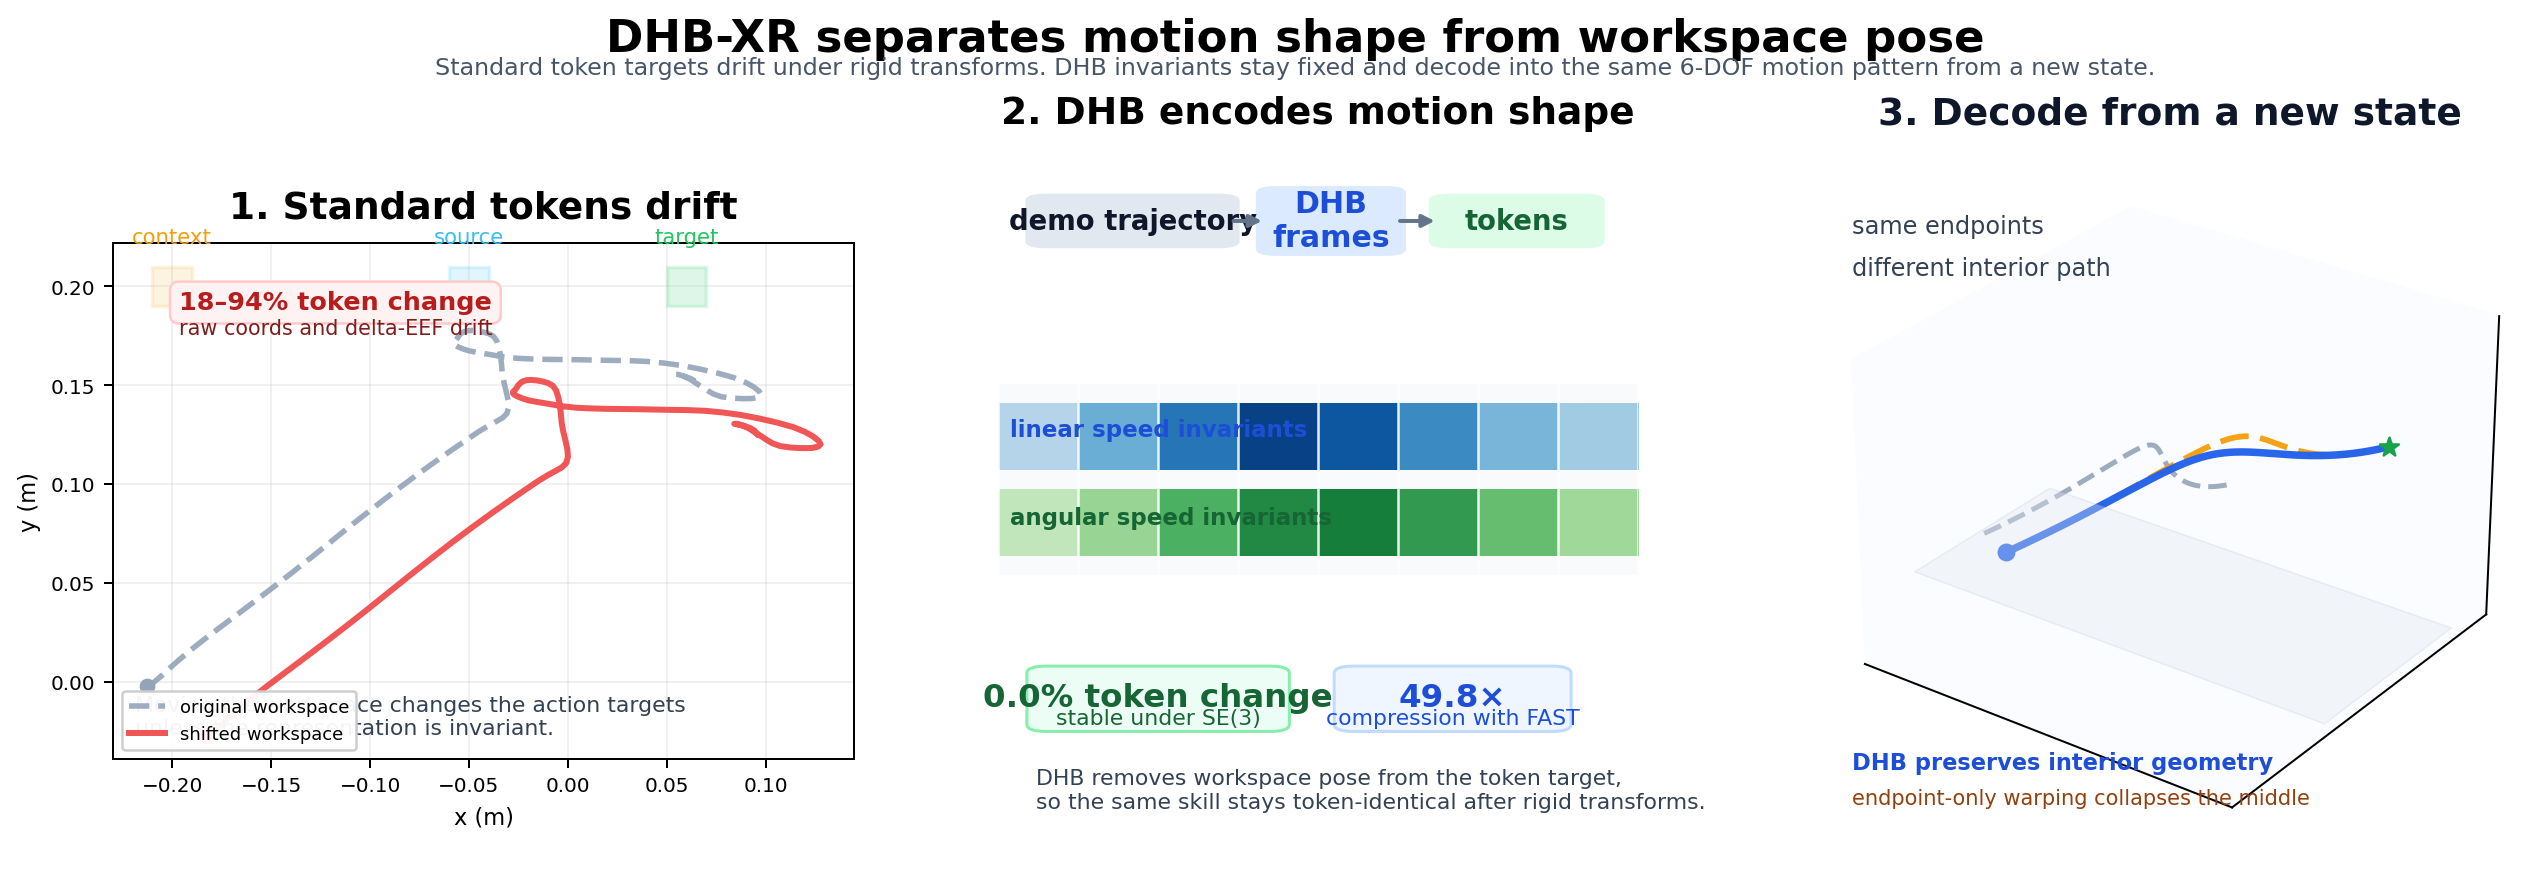 DHB-XR separates motion shape from workspace pose
Standard token targets drift under rigid transforms. DHB invariants stay fixed and decode into the same 6-DOF motion pattern from a new state.
1. Standard tokens drift
context
source
target
18–94% token change
raw coords and delta-EEF drift
0.20
0.15
0.10
0.05
0.00
y (m)
ce changes the action targets
tation is invariant.
original workspace
shifted workspace
−0.20
−0.15
−0.10
−0.05
0.00
0.05
0.10
x (m)
2. DHB encodes motion shape
demo trajectory
DHB
frames
tokens
linear speed invariants
angular speed invariants
0.0% token change
stable under SE(3)
49.8×
compression with FAST
DHB removes workspace pose from the token target,
so the same skill stays token-identical after rigid transforms.
3. Decode from a new state
same endpoints
different interior path
DHB preserves interior geometry
endpoint-only warping collapses the middle